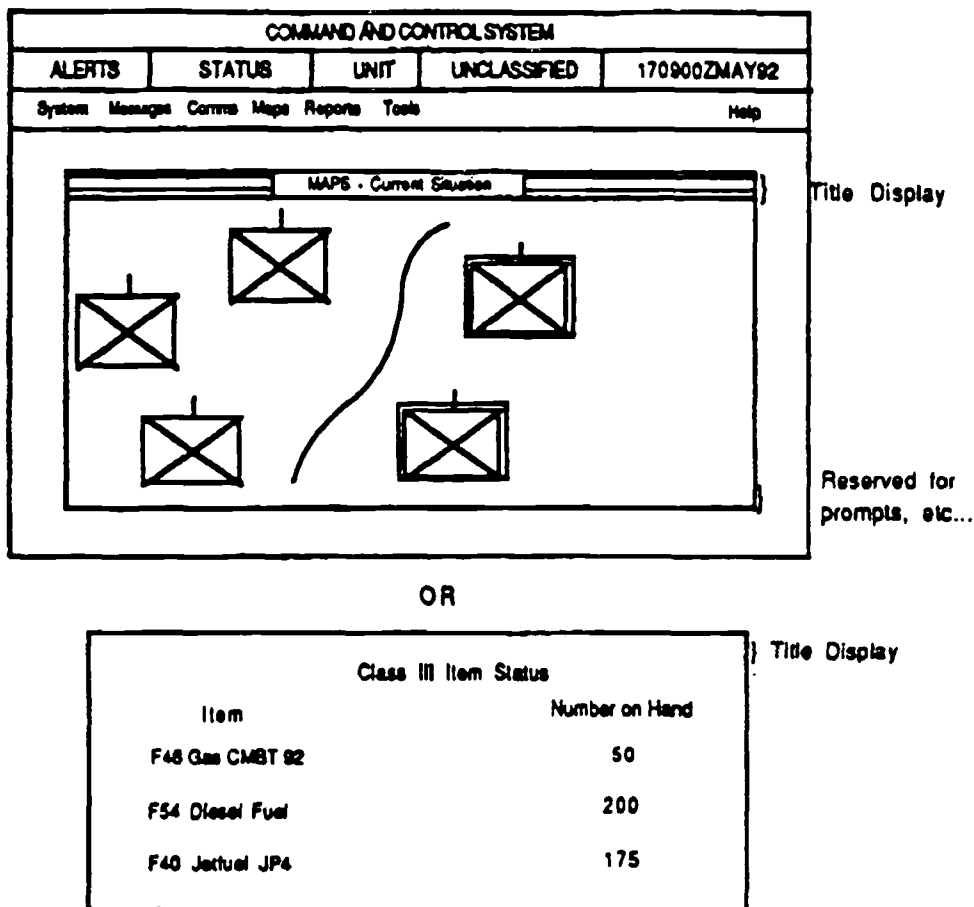 COMMAND AND CONTROL SYSTEM
ALERTS STATUS UNIT UNCLASSIFIED 170900ZMAY92
System Messages Comms Maps Reports Tools Help
MAPS - Current Situation
Title Display
Reserved for
prompts, etc...
OR
Title Display
Class III Item Status
Item Number on Hand
F46 Gas CMBT 92 50
F54 Diesel Fuel 200
F40 Jetfuel JP4 175